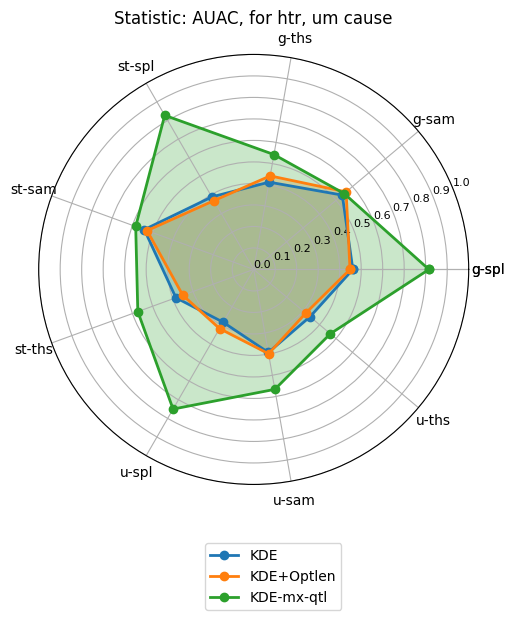 Statistic: AUAC, for htr, um cause
g-ths
st-spl
g-sam
st-sam
0.0
0.1
0.2
0.3
0.4
0.5
0.6
0.7
0.8
0.9
1.0
g-spl
st-ths
u-ths
u-spl
u-sam
KDE
KDE+Optlen
KDE-mx-qtl